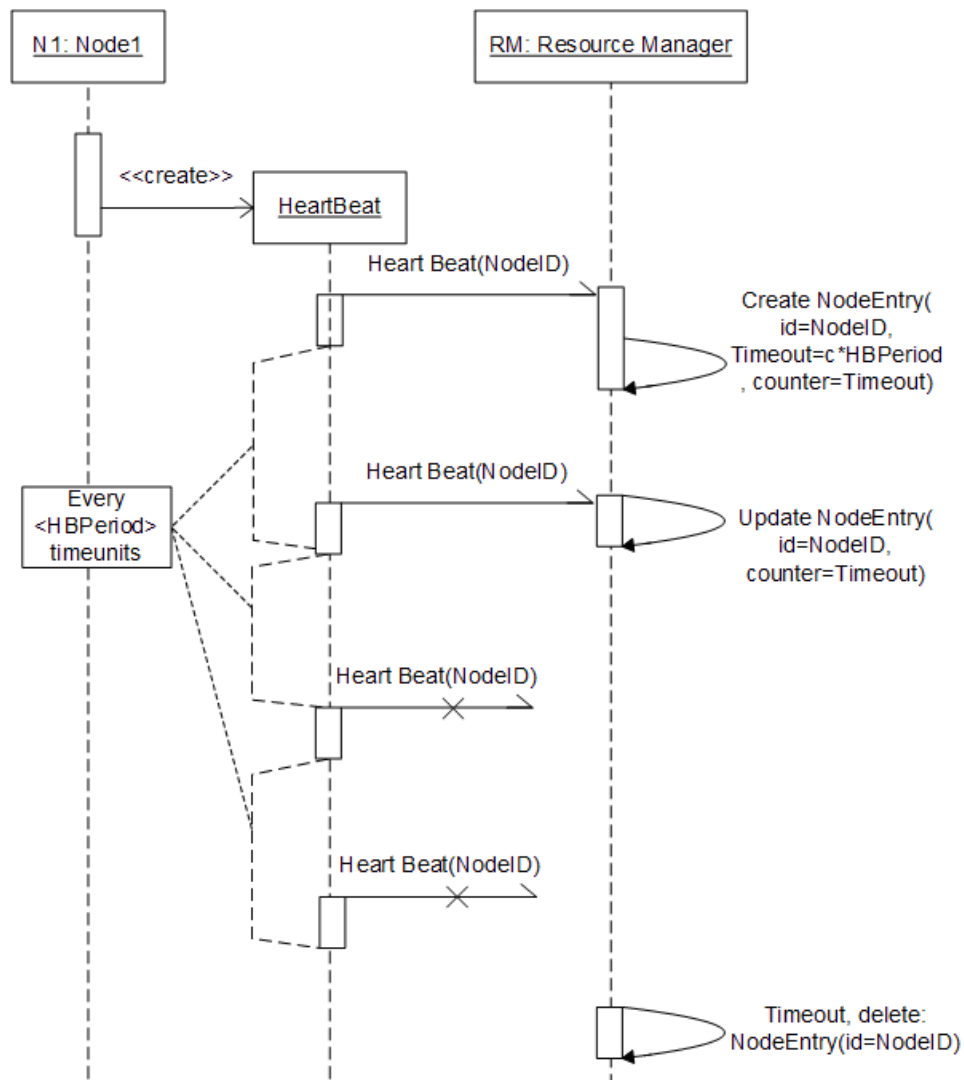 N1: Node1
RM: Resource Manager
<<create>>
HeartBeat
Heart Beat(NodeID)
Create NodeEntry(
id=NodeID,
Timeout=c*HBPeriod
, counter=Timeout)
Heart Beat(NodeID)
Every
<HBPeriod>
timeunits
Update NodeEntry(
id=NodeID,
counter=Timeout)
Heart Beat(NodeID)
Heart Beat(NodeID)
Timeout, delete:
NodeEntry(id=NodeID)